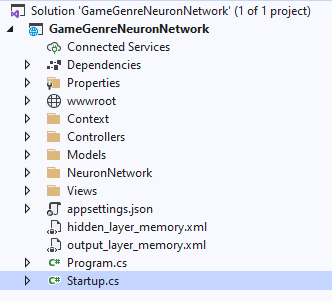 Solution 'GameGenreNeuronNetwork' (1 of 1 project)
GameGenreNeuronNetwork
Connected Services
Dependencies
Properties
wwwroot
Context
Controllers
Models
NeuronNetwork
Views
appsettings.json
hidden_layer_memory.xml
output_layer_memory.xml
C# Program.cs
C# Startup.cs